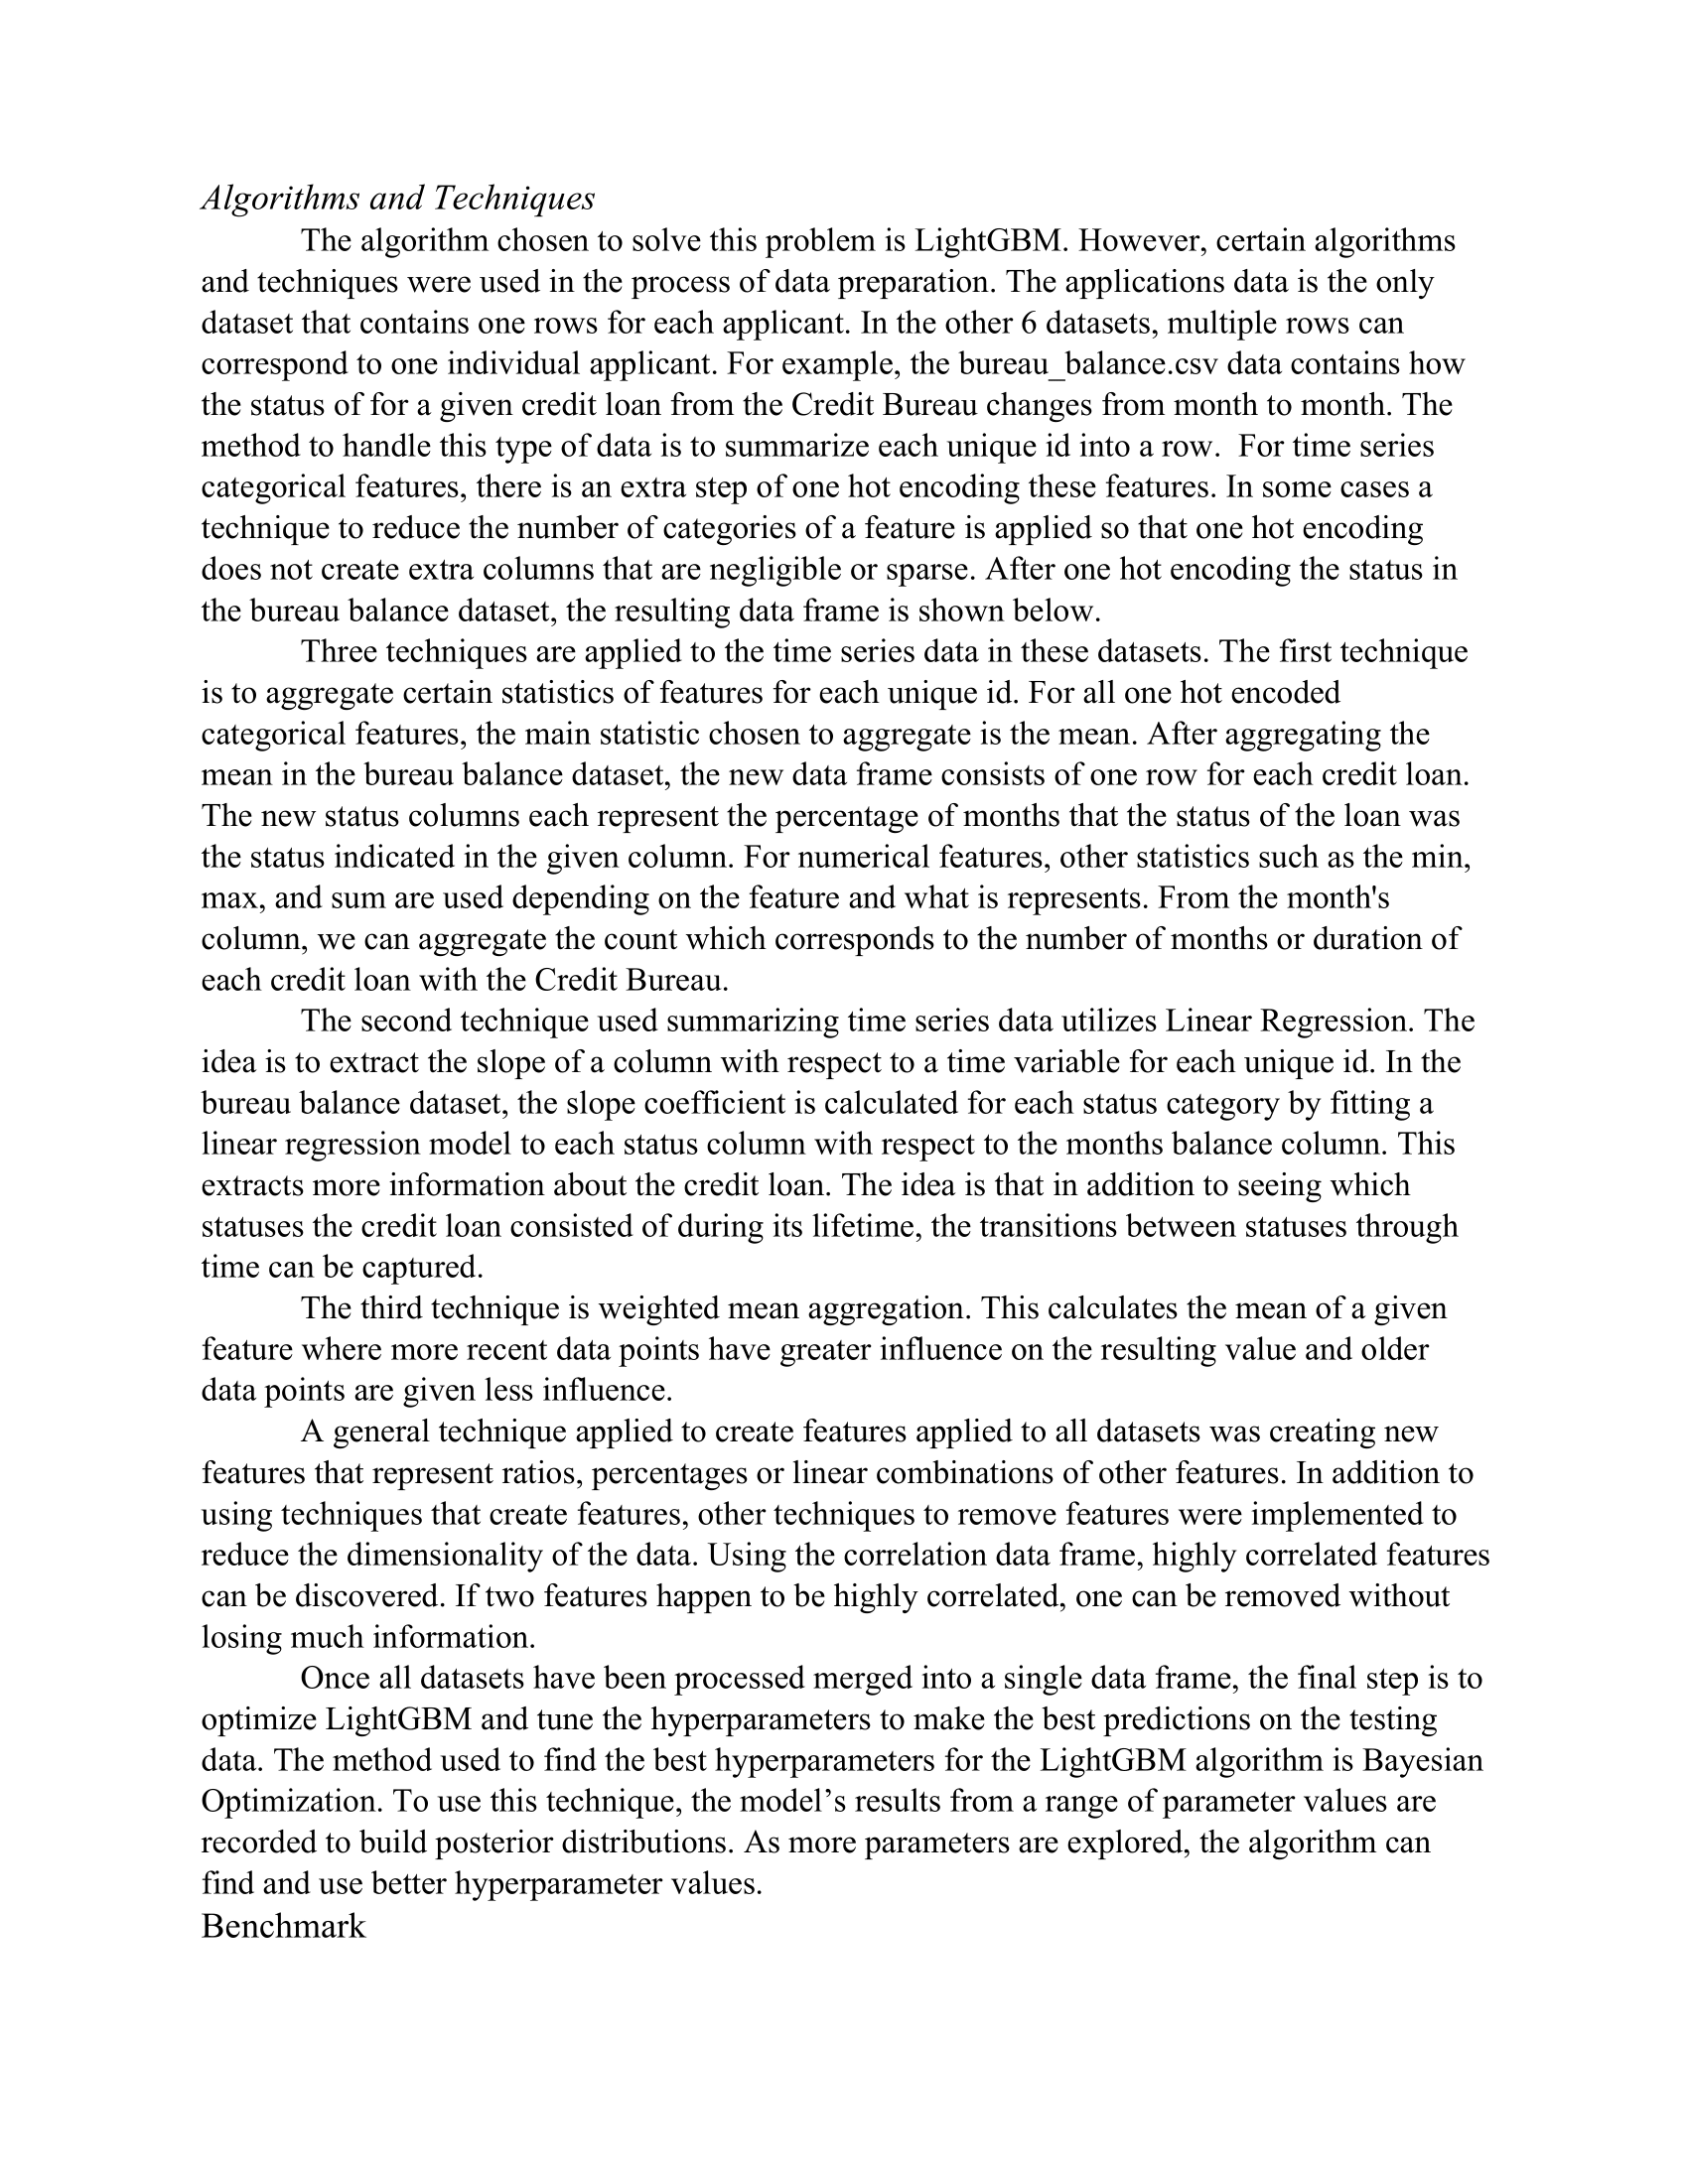 Algorithms and Techniques
The algorithm chosen to solve this problem is LightGBM. However, certain algorithms
and techniques were used in the process of data preparation. The applications data is the only
dataset that contains one rows for each applicant. In the other 6 datasets, multiple rows can
correspond to one individual applicant. For example, the bureau_balance.csv data contains how
the status of for a given credit loan from the Credit Bureau changes from month to month. The
method to handle this type of data is to summarize each unique id into a row.  For time series
categorical features, there is an extra step of one hot encoding these features. In some cases a
technique to reduce the number of categories of a feature is applied so that one hot encoding
does not create extra columns that are negligible or sparse. After one hot encoding the status in
the bureau balance dataset, the resulting data frame is shown below.
Three techniques are applied to the time series data in these datasets. The first technique
is to aggregate certain statistics of features for each unique id. For all one hot encoded
categorical features, the main statistic chosen to aggregate is the mean. After aggregating the
mean in the bureau balance dataset, the new data frame consists of one row for each credit loan.
The new status columns each represent the percentage of months that the status of the loan was
the status indicated in the given column. For numerical features, other statistics such as the min,
max, and sum are used depending on the feature and what is represents. From the month's
column, we can aggregate the count which corresponds to the number of months or duration of
each credit loan with the Credit Bureau.
The second technique used summarizing time series data utilizes Linear Regression. The
idea is to extract the slope of a column with respect to a time variable for each unique id. In the
bureau balance dataset, the slope coefficient is calculated for each status category by fitting a
linear regression model to each status column with respect to the months balance column. This
extracts more information about the credit loan. The idea is that in addition to seeing which
statuses the credit loan consisted of during its lifetime, the transitions between statuses through
time can be captured.
The third technique is weighted mean aggregation. This calculates the mean of a given
feature where more recent data points have greater influence on the resulting value and older
data points are given less influence.
A general technique applied to create features applied to all datasets was creating new
features that represent ratios, percentages or linear combinations of other features. In addition to
using techniques that create features, other techniques to remove features were implemented to
reduce the dimensionality of the data. Using the correlation data frame, highly correlated features
can be discovered. If two features happen to be highly correlated, one can be removed without
losing much information.
Once all datasets have been processed merged into a single data frame, the final step is to
optimize LightGBM and tune the hyperparameters to make the best predictions on the testing
data. The method used to find the best hyperparameters for the LightGBM algorithm is Bayesian
Optimization. To use this technique, the model’s results from a range of parameter values are
recorded to build posterior distributions. As more parameters are explored, the algorithm can
find and use better hyperparameter values.
Benchmark